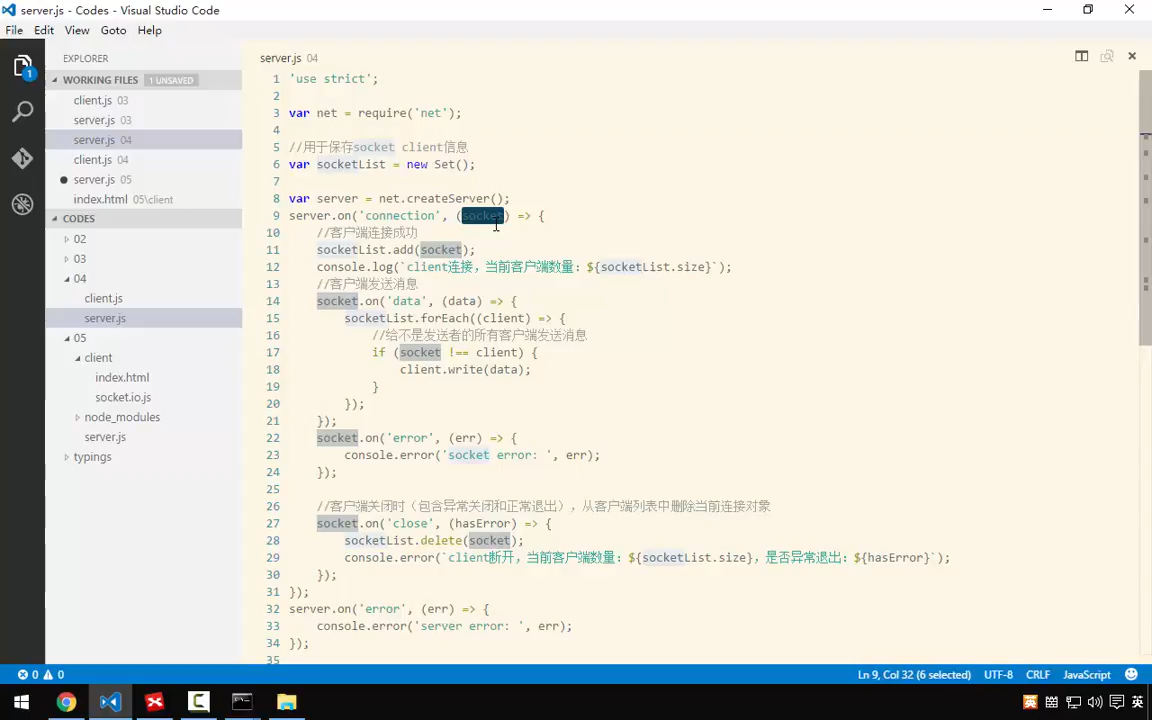 server.js - Codes - Visual Studio Code
File Edit View Goto Help
EXPLORER
WORKING FILES 1 UNSAVED
client.js 03
server.js 03
server.js 04
client.js 04
server.js 05
index.html 05\client
CODES
02
03
04
client.js
server.js
05
client
index.html
socket.io.js
node_modules
server.js
typings
1
server.js 04
1 'use strict';
2
3 var net = require('net');
4
5 //用于保存socket client信息
6 var socketList = new Set();
7
8 var server = net.createServer();
9 server.on('connection', (socket) => {
10 //客户端连接成功
11 socketList.add(socket);
12 console.log(`client连接，当前客户端数量：${socketList.size}`);
13 //客户端发送消息
14 socket.on('data', (data) => {
15 socketList.forEach((client) => {
16 //给不是发送者的所有客户端发送消息
17 if (socket !== client) {
18 client.write(data);
19 }
20 });
21 });
22 socket.on('error', (err) => {
23 console.error('socket error: ', err);
24 });
25
26 //客户端关闭时（包含异常关闭和正常退出），从客户端列表中删除当前连接对象
27 socket.on('close', (hasError) => {
28 socketList.delete(socket);
29 console.error(`client断开，当前客户端数量：${socketList.size}，是否异常退出：${hasError}`);
30 });
31 });
32 server.on('error', (err) => {
33 console.error('server error: ', err);
34 });
35
0 0 Ln 9, Col 32 (6 selected) UTF-8 CRLF JavaScript
英